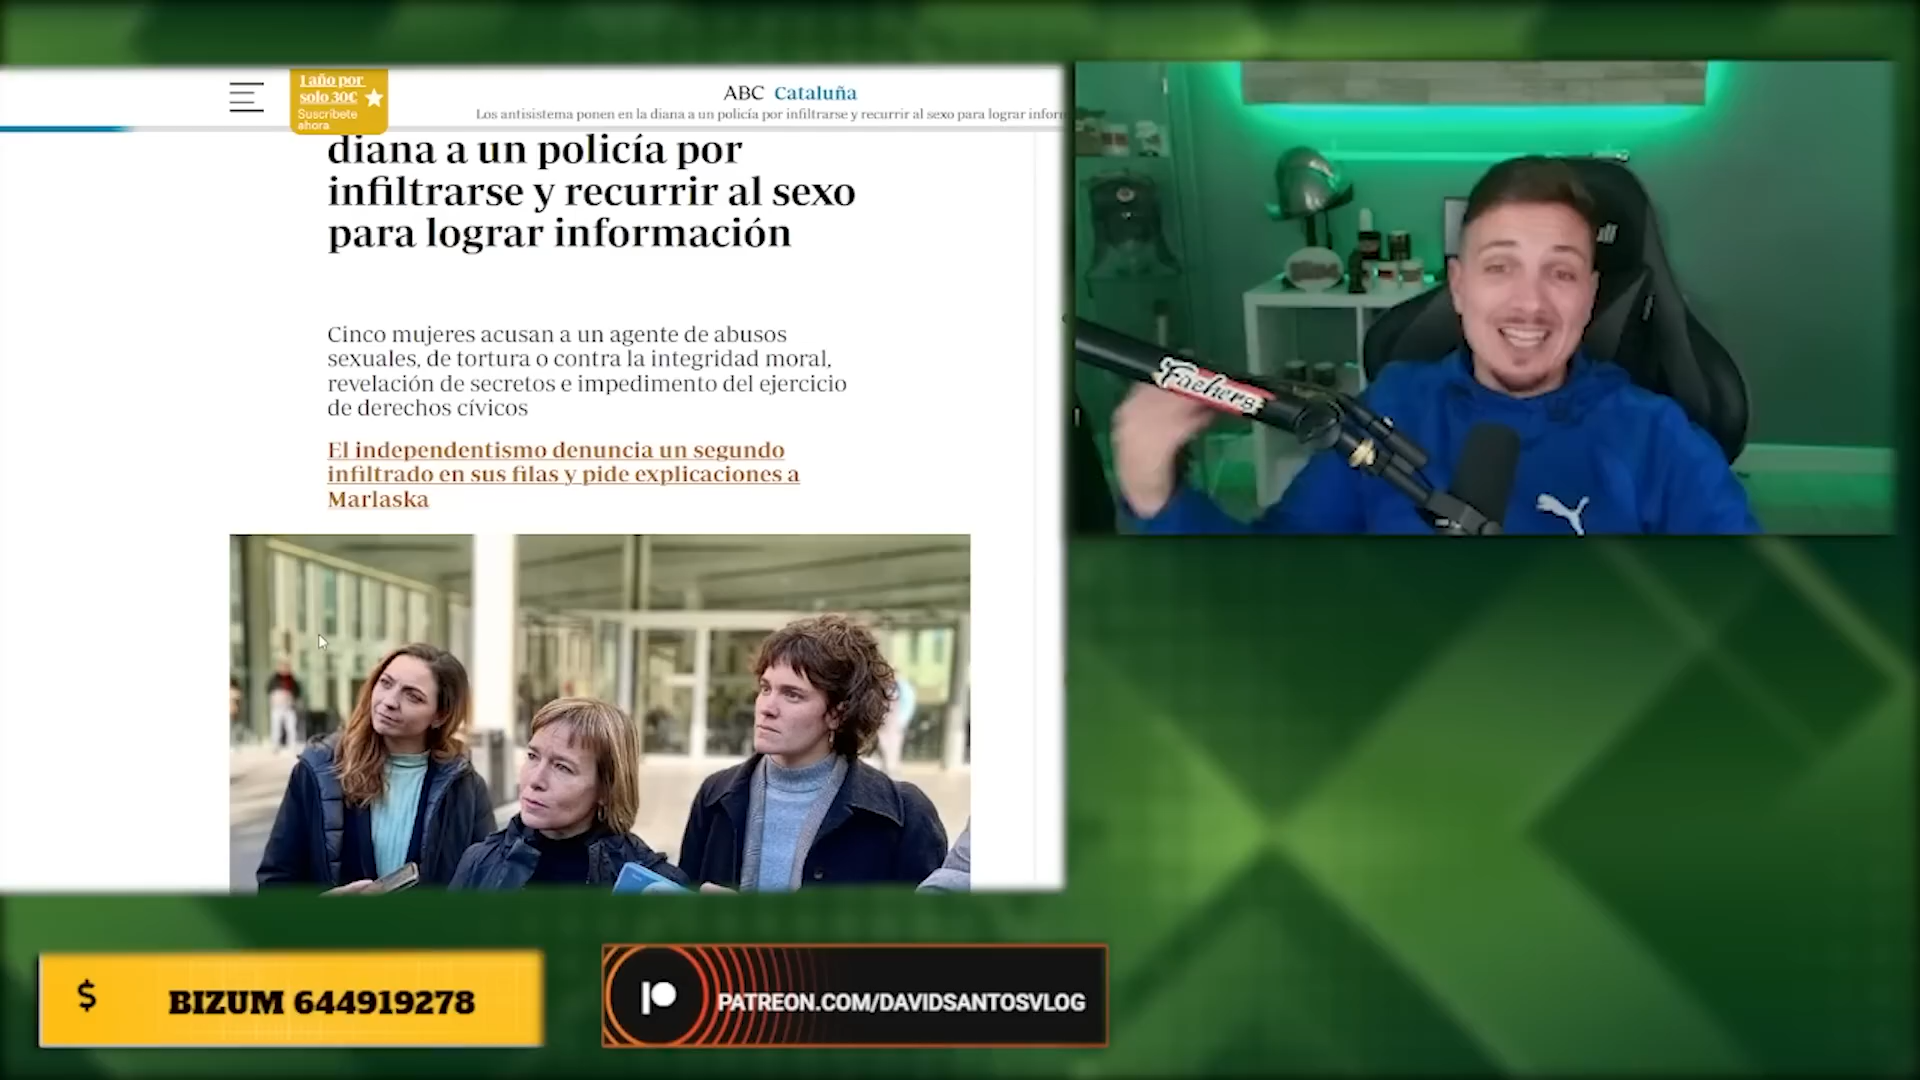 1 año por
solo 30€
Suscríbete
ahora
ABC Cataluña
Los antisistema ponen en la diana a un policía por infiltrarse y recurrir al sexo para lograr inform
diana a un policía por
infiltrarse y recurrir al sexo
para lograr información
Cinco mujeres acusan a un agente de abusos
sexuales, de tortura o contra la integridad moral,
revelación de secretos e impedimento del ejercicio
de derechos cívicos
El independentismo denuncia un segundo
infiltrado en sus filas y pide explicaciones a
Marlaska
Fachers
$ BIZUM 644919278
PATREON.COM/DAVIDSANTOSVLOG